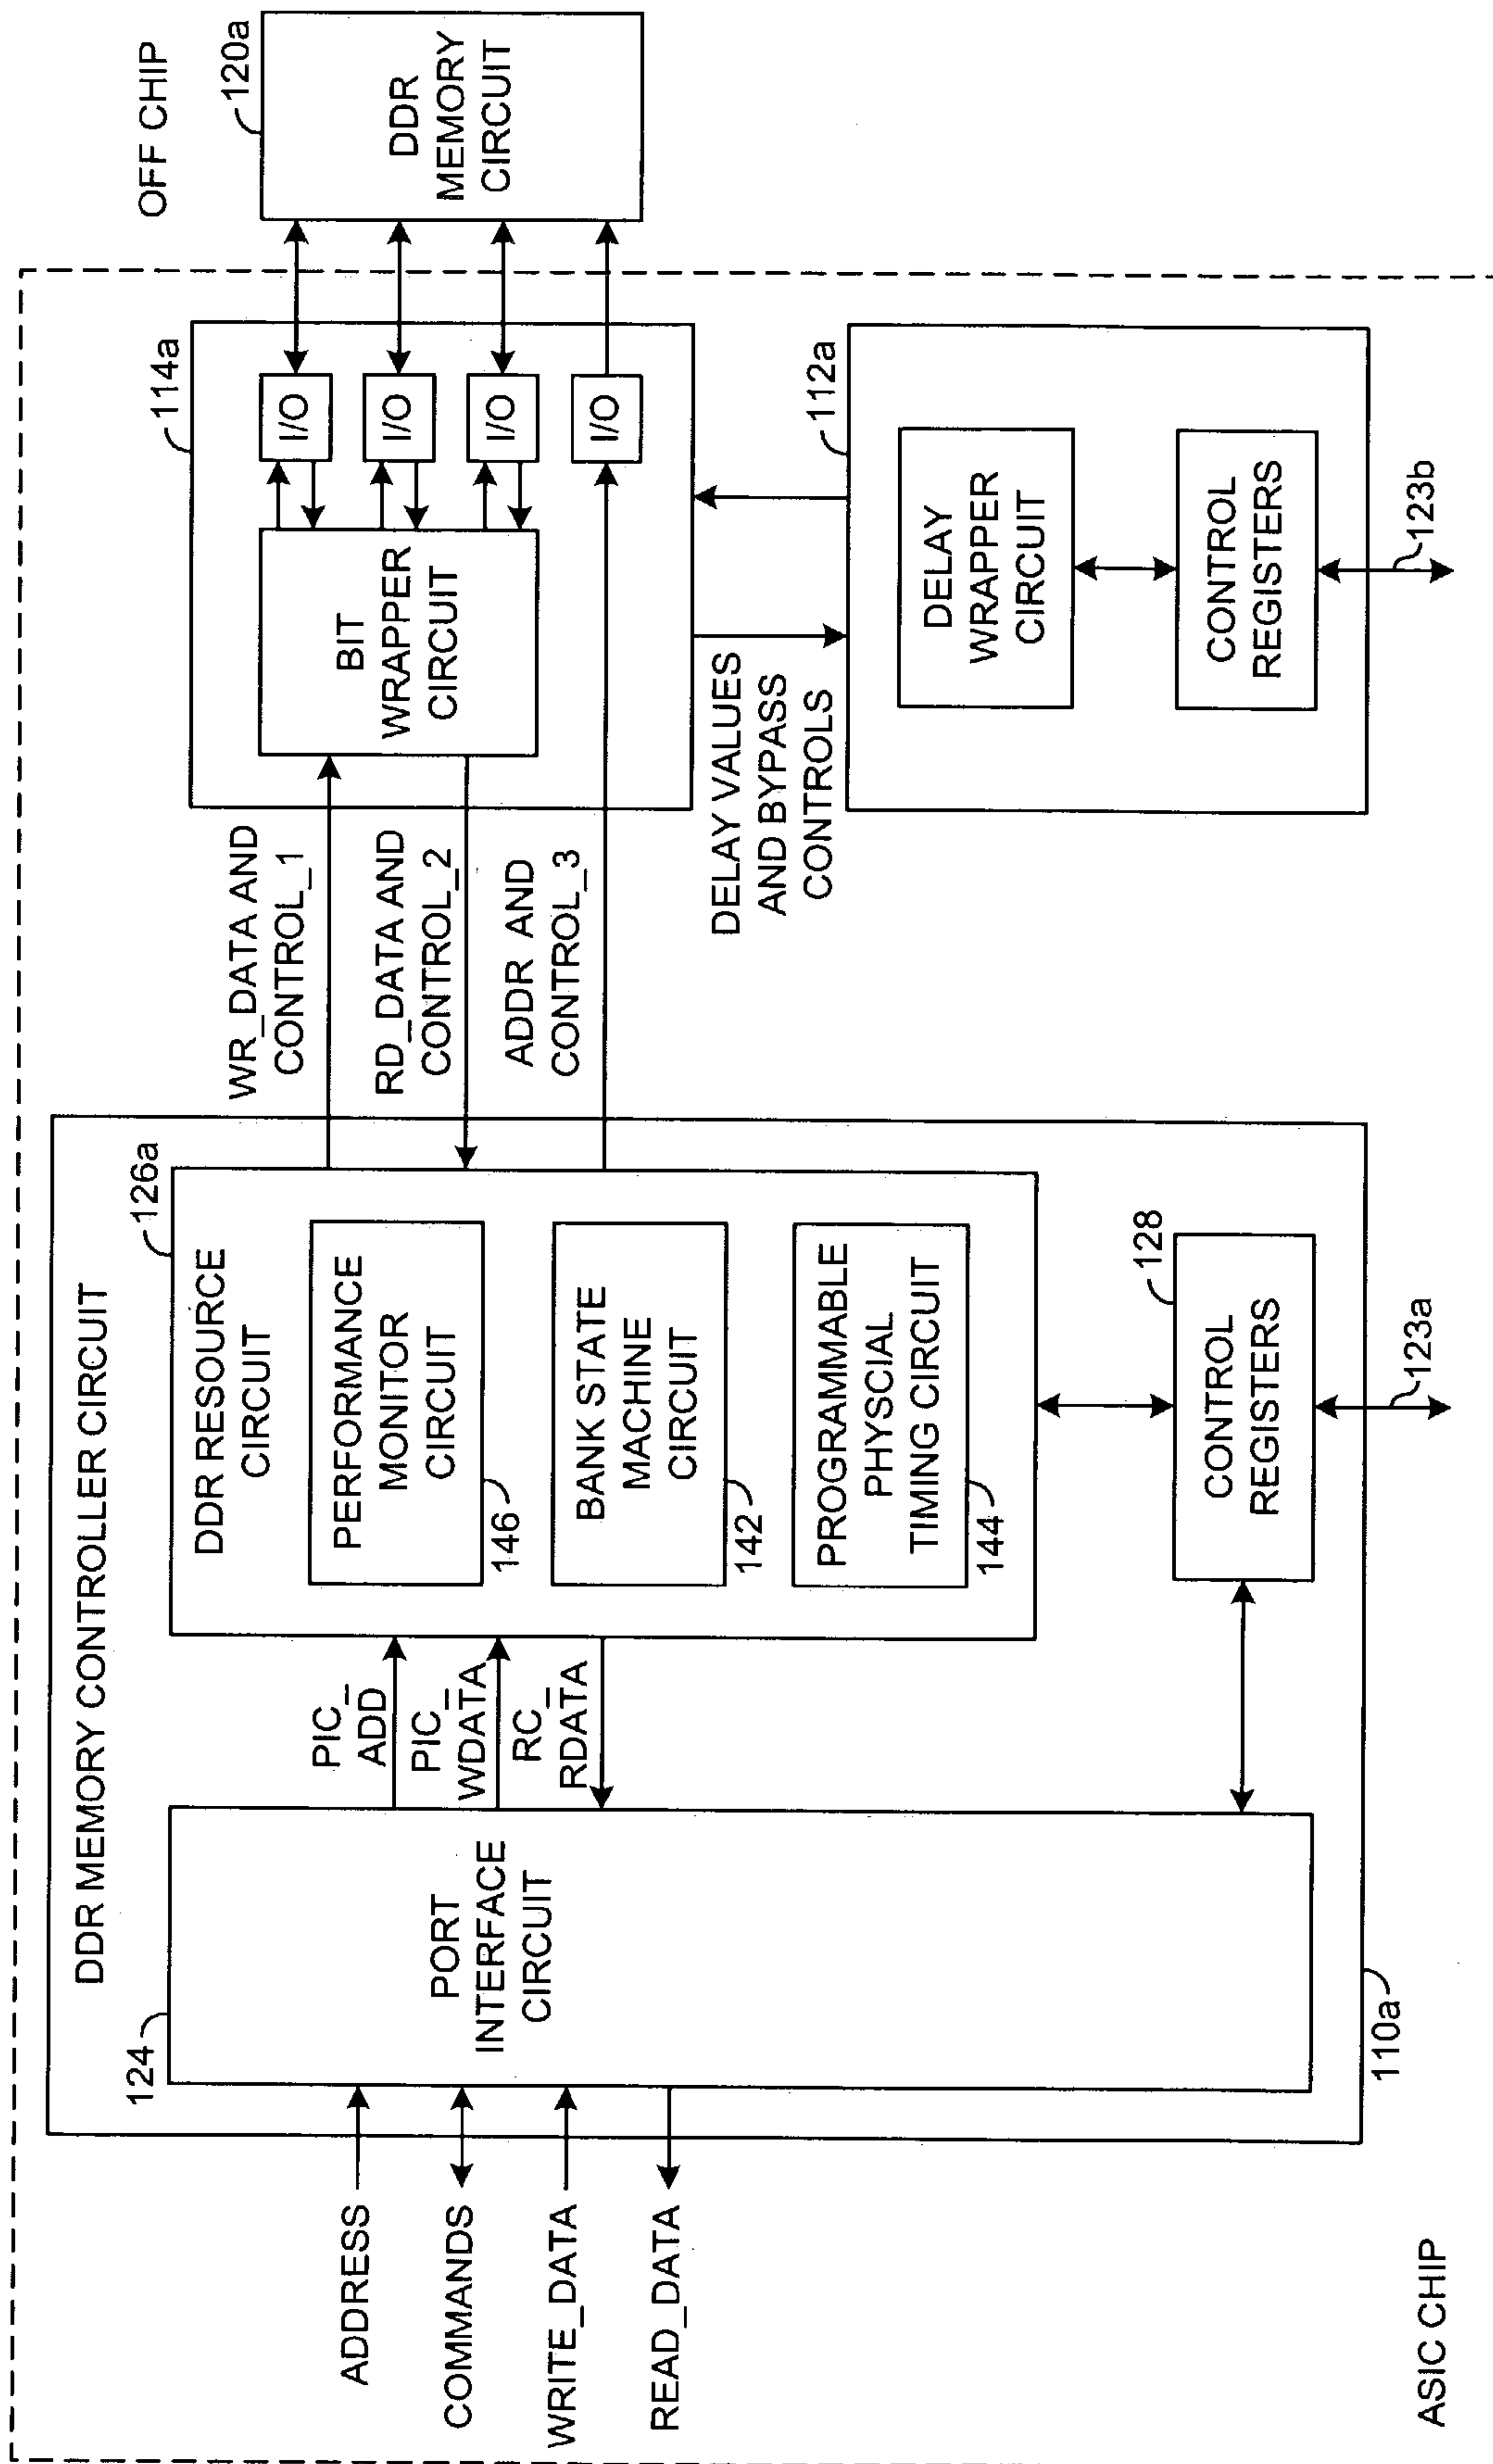 OFF CHIP
120a
DDR
MEMORY
CIRCUIT
114a
I/O
I/O
I/O
I/O
BIT
WRAPPER
CIRCUIT
112a
DELAY
WRAPPER
CIRCUIT
CONTROL
REGISTERS
123b
DELAY VALUES
AND BYPASS
CONTROLS
WR_DATA AND
CONTROL_1
RD_DATA AND
CONTROL_2
ADDR AND
CONTROL_3
DDR MEMORY CONTROLLER CIRCUIT
126a
DDR RESOURCE
CIRCUIT
PERFORMANCE
MONITOR
CIRCUIT
146
BANK STATE
MACHINE
CIRCUIT
142
PROGRAMMABLE
PHYSCIAL
TIMING CIRCUIT
144
128
CONTROL
REGISTERS
123a
PIC_
ADD
PIC_
WDATA
RC_
RDATA
124
PORT
INTERFACE
CIRCUIT
110a
ADDRESS
COMMANDS
WRITE_DATA
READ_DATA
ASIC CHIP